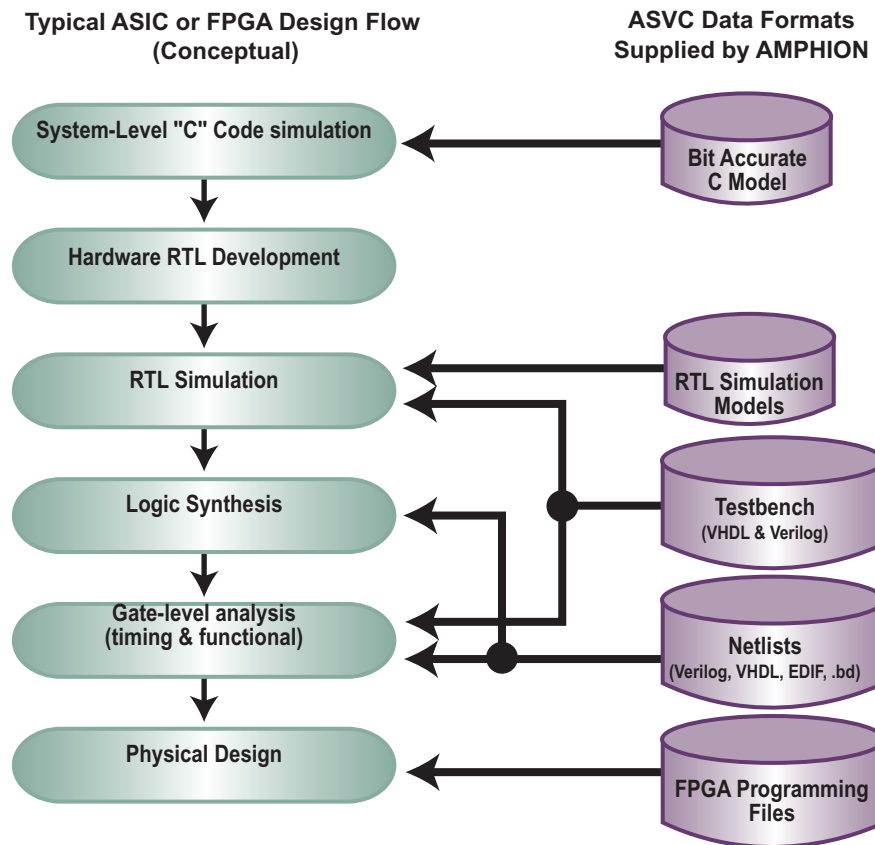 Typical ASIC or FPGA Design Flow
(Conceptual)
ASVC Data Formats
Supplied by AMPHION
System-Level "C" Code simulation
Bit Accurate
C Model
Hardware RTL Development
RTL Simulation
RTL Simulation
Models
Logic Synthesis
Testbench
(VHDL & Verilog)
Gate-level analysis
(timing & functional)
Netlists
(Verilog, VHDL, EDIF, .bd)
Physical Design
FPGA Programming
Files